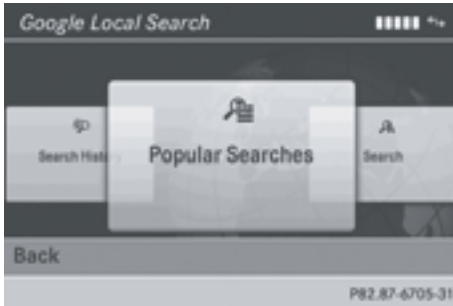 Google Local Search
Search History
Popular Searches
Search
Back
P82.87-6705-31